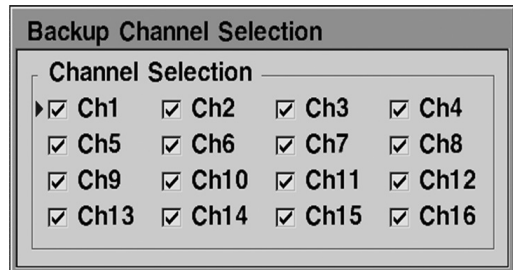 Backup Channel Selection
Channel Selection
Ch1 Ch2 Ch3 Ch4
Ch5 Ch6 Ch7 Ch8
Ch9 Ch10 Ch11 Ch12
Ch13 Ch14 Ch15 Ch16